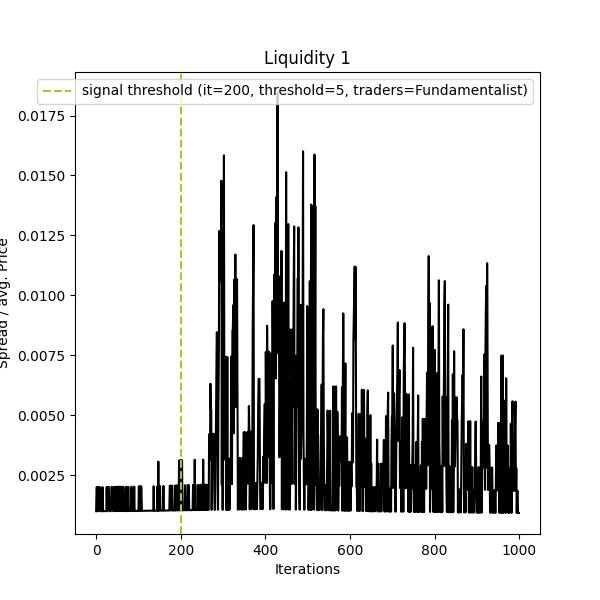 Liquidity 1
signal threshold (it=200, threshold=5, traders=Fundamentalist)
0.0175
0.0150
0.0125
0.0100
0.0075
0.0050
0.0025
Spread / avg. Price
0 200 400 600 800 1000
Iterations